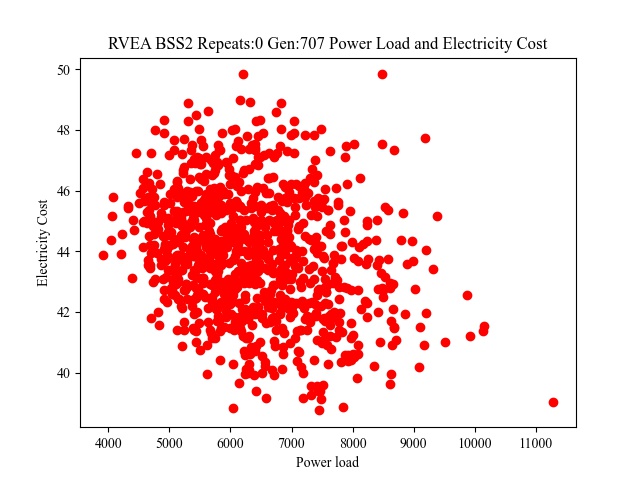 RVEA BSS2 Repeats:0 Gen:707 Power Load and Electricity Cost
50
48
46
44
42
40
Electricity Cost
4000 5000 6000 7000 8000 9000 10000 11000
Power load